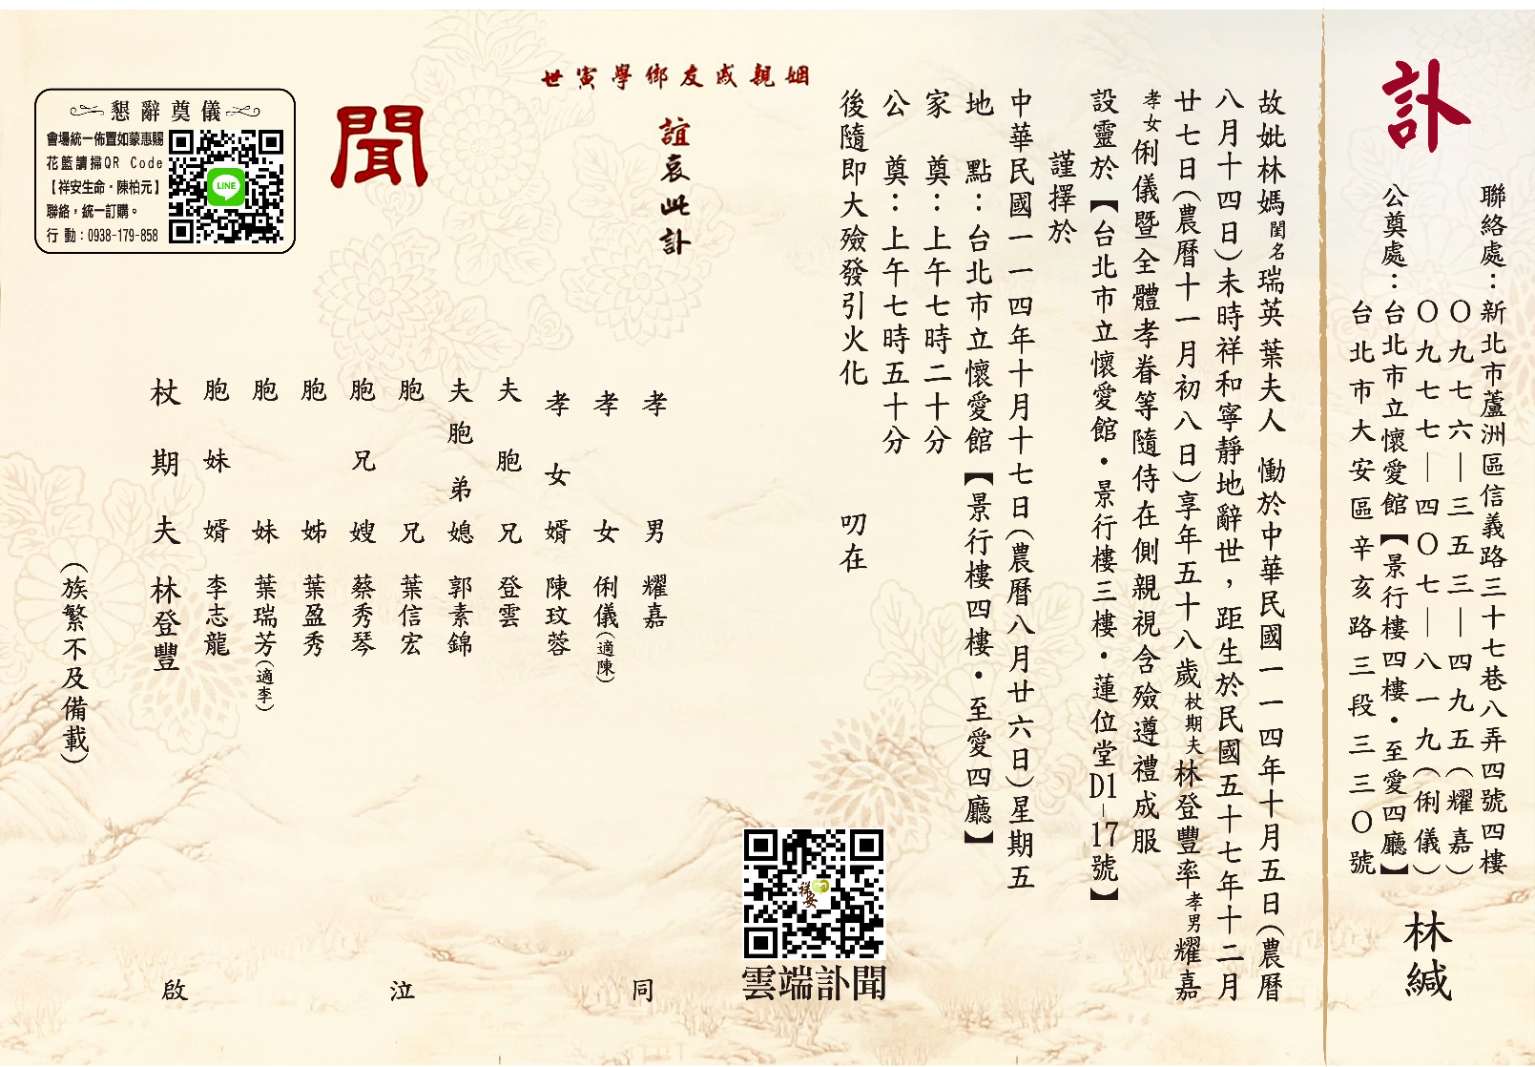 訃
聯絡處：新北市蘆洲區信義路三十七巷八弄四號四樓
〇九七六｜三五三｜四九五(耀嘉)
〇九七七｜四〇七｜八一九(俐儀)
公奠處：台北市立懷愛館【景行樓四樓・至愛四廳】
台北市大安區辛亥路三段三三〇號
林緘
故妣林媽閨名瑞英 葉夫人 慟於中華民國一一四年十月五日(農曆
八月十四日)未時祥和寧靜地辭世，距生於民國五十七年十二月
廿七日(農曆十一月初八日)享年五十八歲杖期夫林登豐率孝男耀嘉
孝女俐儀暨全體孝眷等隨侍在側親視含殮遵禮成服
設靈於【台北市立懷愛館・景行樓三樓・蓮位堂D1-17號】
謹擇於
中華民國一一四年十月十七日(農曆八月廿六日)星期五
地 點：台北市立懷愛館【景行樓四樓・至愛四廳】
家 奠：上午七時二十分
公 奠：上午七時五十分
後隨即大殮發引火化 叨在
姻親戚友鄉學寅世
誼哀此訃
聞
孝男 耀嘉
孝女 俐儀(適陳)
孝女婿 陳玟蓉
夫胞兄 登雲
夫胞弟媳 郭素錦
胞兄 葉信宏
胞兄嫂 蔡秀琴
胞姊 葉盈秀
胞妹 葉瑞芳(適李)
胞妹婿 李志龍
杖期夫 林登豐
(族繁不及備載)
同泣啟
祥安
雲端訃聞
懇辭奠儀
會場統一佈置如蒙惠賜
花籃請掃QR Code
【祥安生命・陳柏元】
聯絡，統一訂購。
行動：0938-179-858
LINE